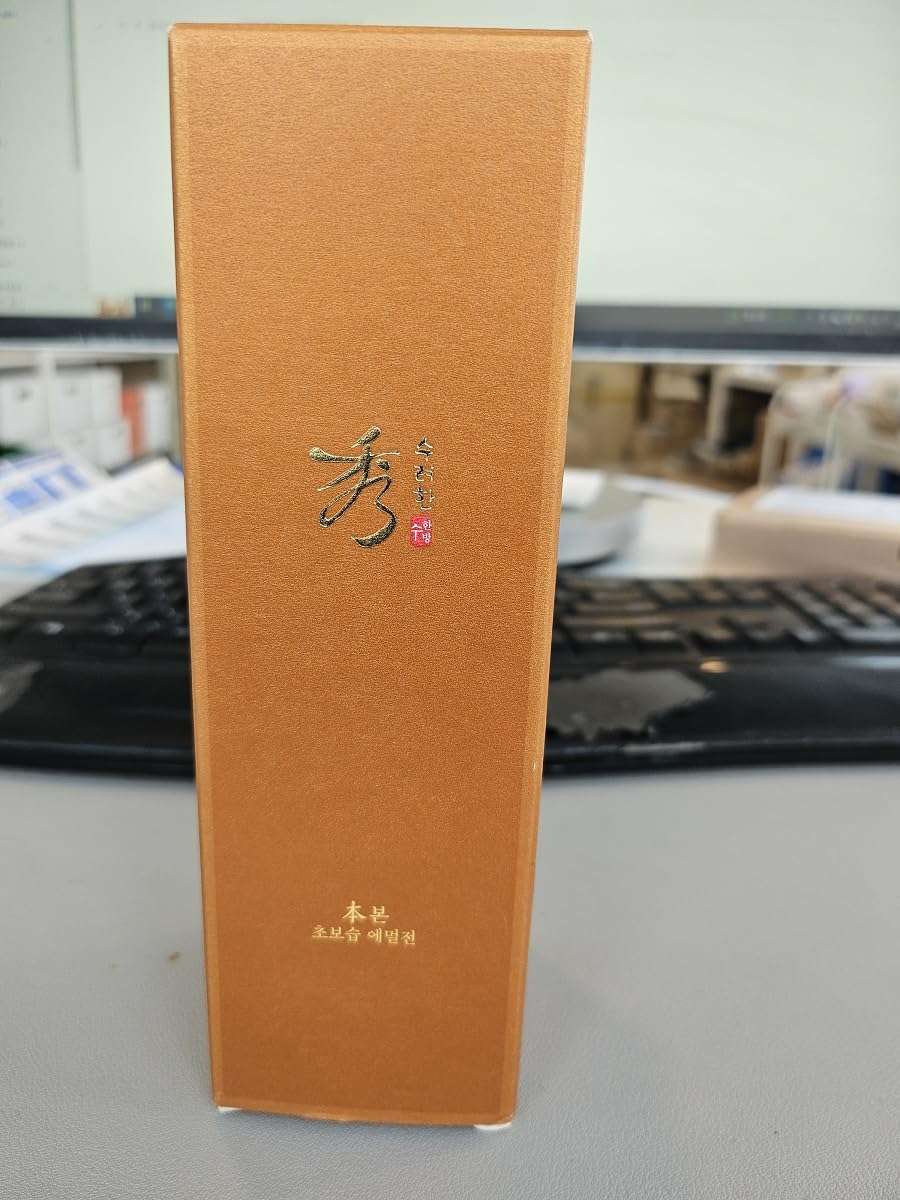 秀
수려한
수한방
本본
초보습 에멀전